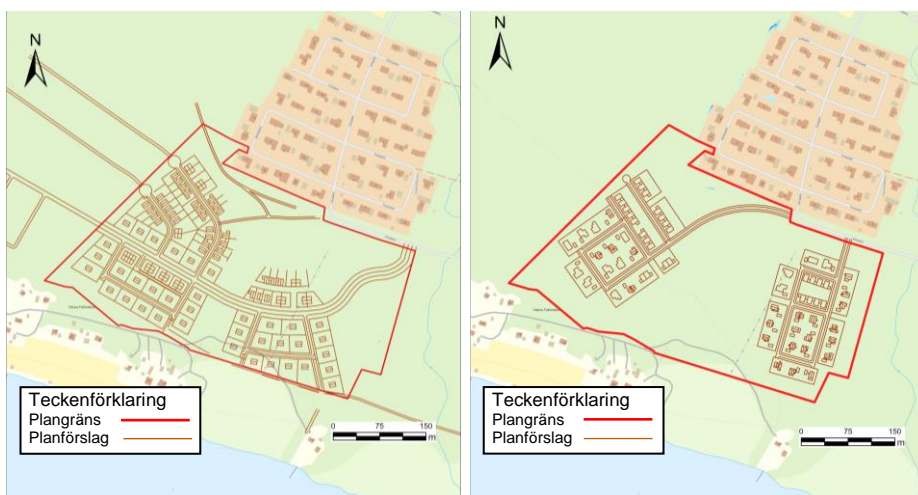 N
Teckenförklaring
Plangräns
Planförslag
0 75 150
m
N
Teckenförklaring
Plangräns
Planförslag
0 75 150
m